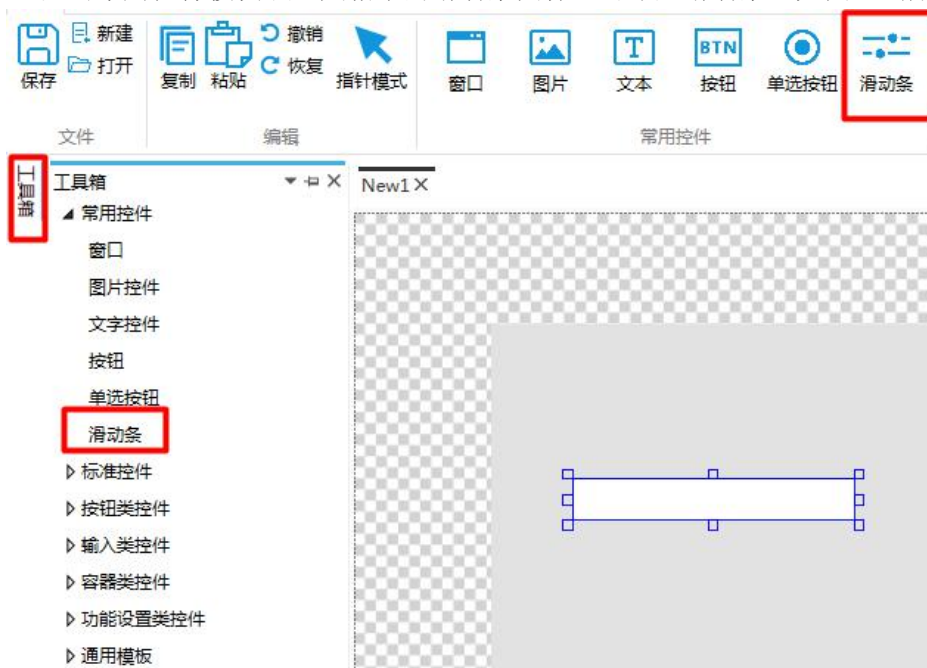 新建
撤销
打开
恢复
保存
复制
粘贴
指针模式
窗口
图片
T
文本
BTN
按钮
单选按钮
滑动条
文件
编辑
常用控件
工具箱
工具箱
New1
常用控件
窗口
图片控件
文字控件
按钮
单选按钮
滑动条
标准控件
按钮类控件
输入类控件
容器类控件
功能设置类控件
通用模板